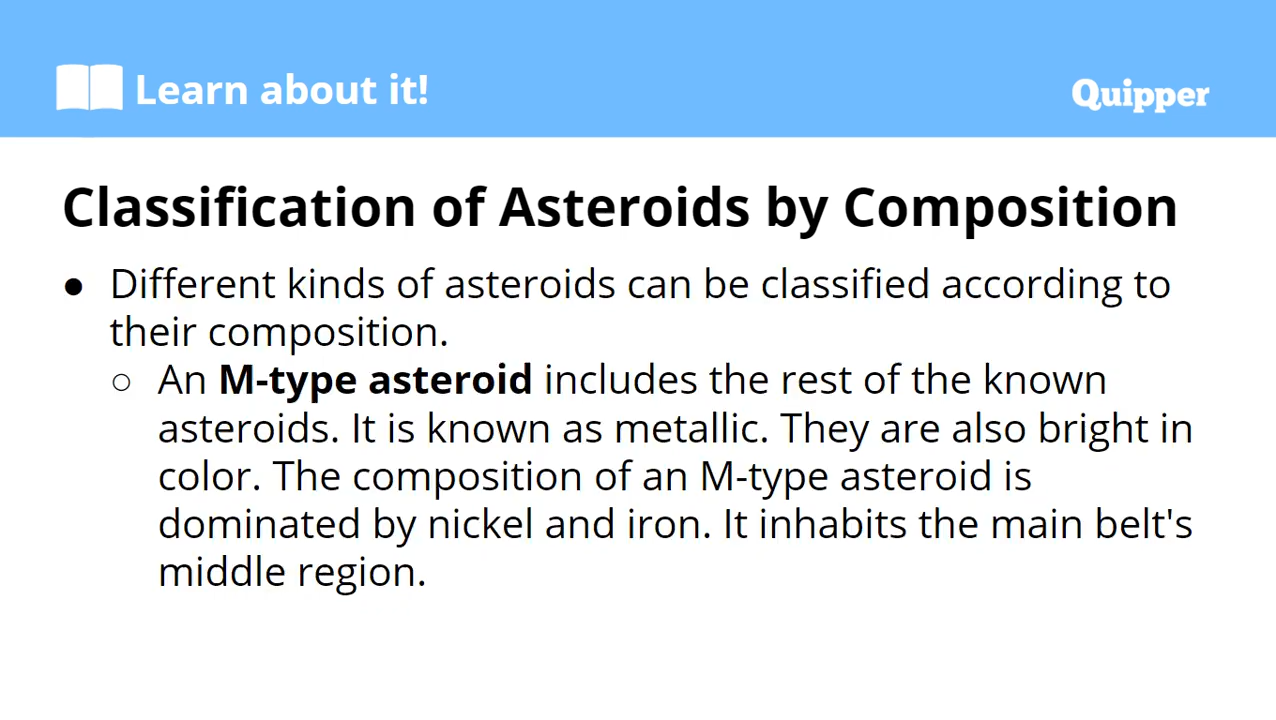 Learn about it!
Quipper
Classification of Asteroids by Composition
● Different kinds of asteroids can be classified according to
their composition.
○ An M-type asteroid includes the rest of the known
asteroids. It is known as metallic. They are also bright in
color. The composition of an M-type asteroid is
dominated by nickel and iron. It inhabits the main belt's
middle region.